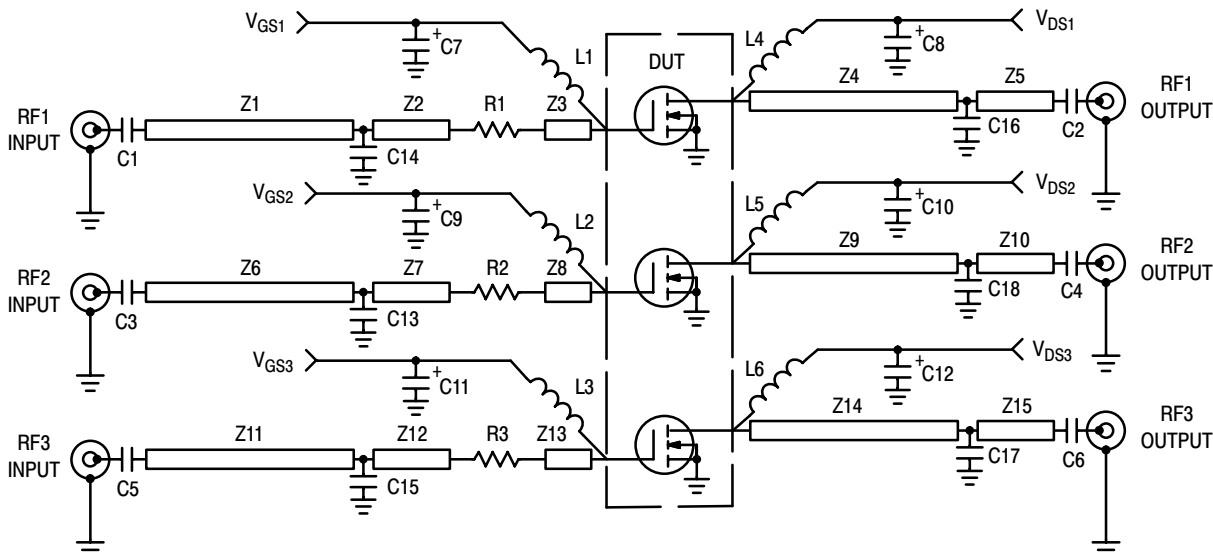 VGS1
C7
L1
DUT
L4
C8
VDS1
RF1
INPUT
C1
Z1
C14
Z2
R1
Z3
Z4
C16
Z5
C2
RF1
OUTPUT
VGS2
C9
L2
L5
C10
VDS2
RF2
INPUT
C3
Z6
C13
Z7
R2
Z8
Z9
C18
Z10
C4
RF2
OUTPUT
VGS3
C11
L3
L6
C12
VDS3
RF3
INPUT
C5
Z11
C15
Z12
R3
Z13
Z14
C17
Z15
C6
RF3
OUTPUT